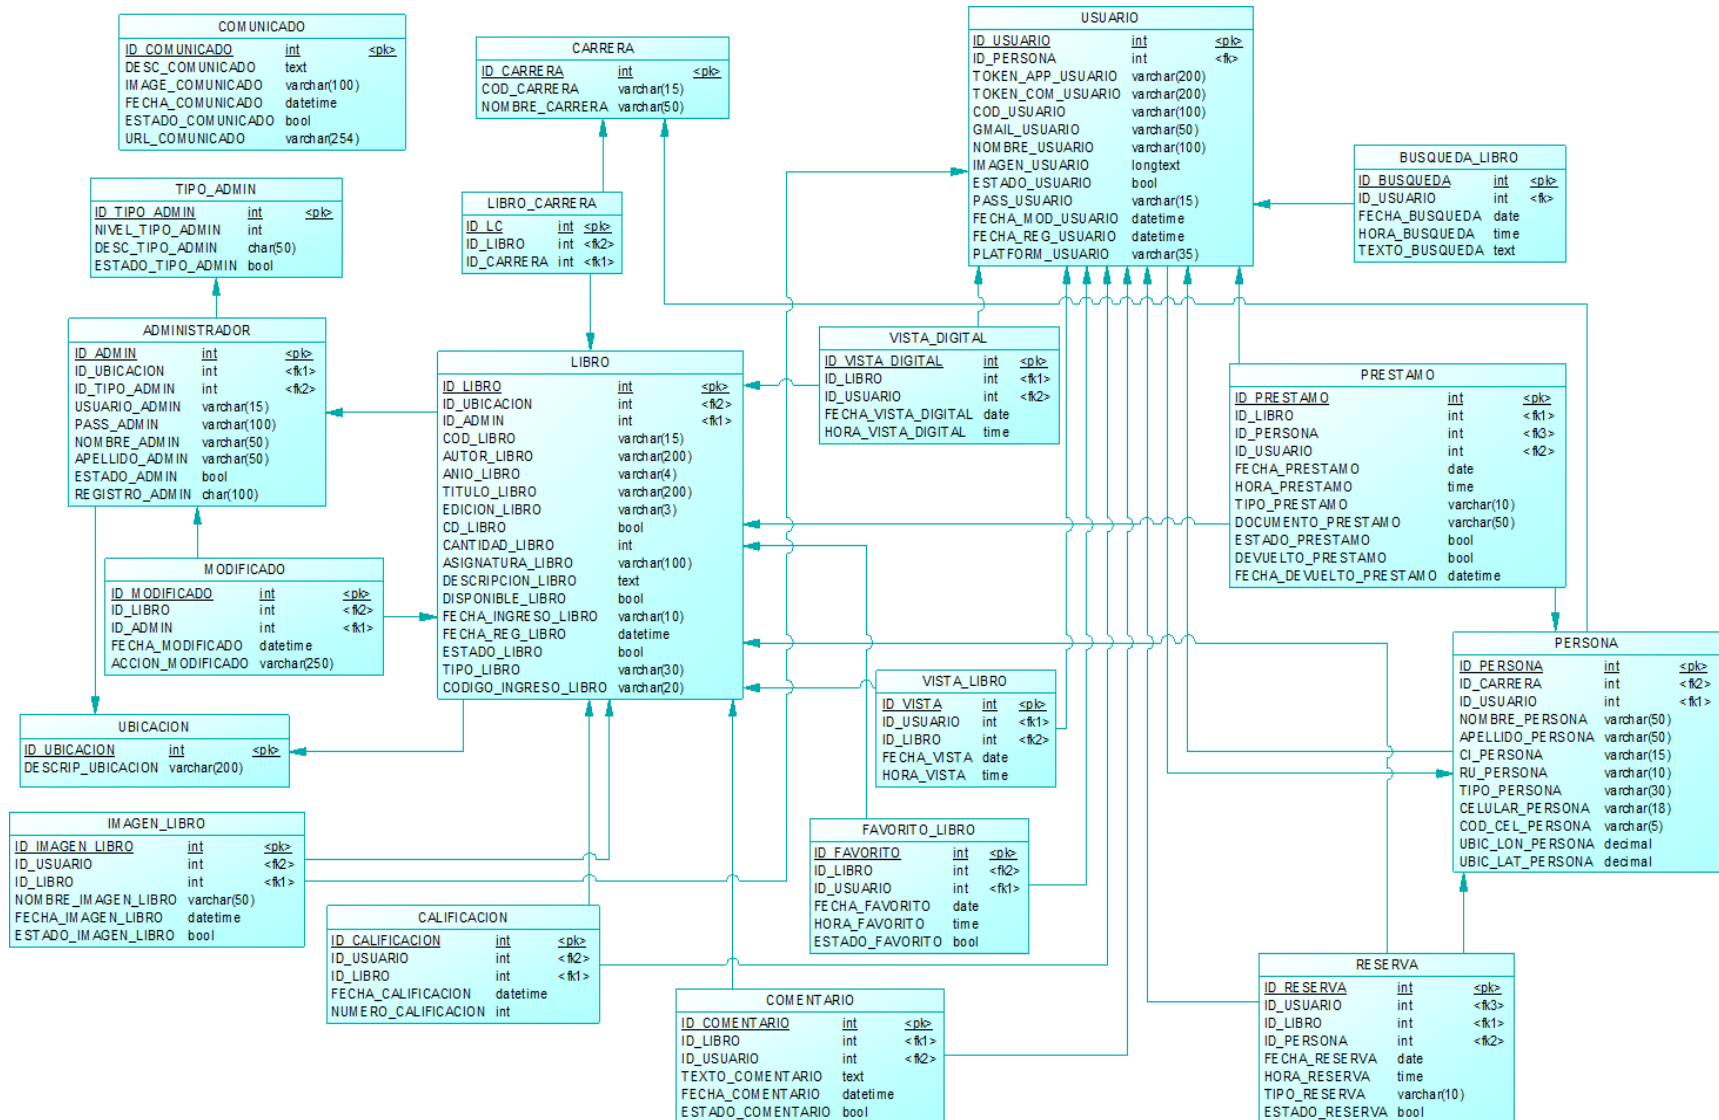 COMUNICADO
ID_COMUNICADO int <pk>
DESC_COMUNICADO text
IMAGE_COMUNICADO varchar(100)
FECHA_COMUNICADO datetime
ESTADO_COMUNICADO bool
URL_COMUNICADO varchar(254)
CARRERA
ID_CARRERA int <pk>
COD_CARRERA varchar(15)
NOMBRE_CARRERA varchar(50)
USUARIO
ID_USUARIO int <pk>
ID_PERSONA int <fk>
TOKEN_APP_USUARIO varchar(200)
TOKEN_COM_USUARIO varchar(200)
COD_USUARIO varchar(100)
GMAIL_USUARIO varchar(50)
NOMBRE_USUARIO varchar(100)
IMAGEN_USUARIO longtext
ESTADO_USUARIO bool
PASS_USUARIO varchar(15)
FECHA_MOD_USUARIO datetime
FECHA_REG_USUARIO datetime
PLATFORM_USUARIO varchar(35)
BUSQUEDA_LIBRO
ID_BUSQUEDA int <pk>
ID_USUARIO int <fk>
FECHA_BUSQUEDA date
HORA_BUSQUEDA time
TEXTO_BUSQUEDA text
TIPO_ADMIN
ID_TIPO_ADMIN int <pk>
NIVEL_TIPO_ADMIN int
DESC_TIPO_ADMIN char(50)
ESTADO_TIPO_ADMIN bool
LIBRO_CARRERA
ID_LC int <pk>
ID_LIBRO int <fk2>
ID_CARRERA int <fk1>
ADMINISTRADOR
ID_ADMIN int <pk>
ID_UBICACION int <fk1>
ID_TIPO_ADMIN int <fk2>
USUARIO_ADMIN varchar(15)
PASS_ADMIN varchar(100)
NOMBRE_ADMIN varchar(50)
APELLIDO_ADMIN varchar(50)
ESTADO_ADMIN bool
REGISTRO_ADMIN char(100)
LIBRO
ID_LIBRO int <pk>
ID_UBICACION int <fk2>
ID_ADMIN int <fk1>
COD_LIBRO varchar(15)
AUTOR_LIBRO varchar(200)
ANIO_LIBRO varchar(4)
TITULO_LIBRO varchar(200)
EDICION_LIBRO varchar(3)
CD_LIBRO bool
CANTIDAD_LIBRO int
ASIGNATURA_LIBRO varchar(100)
DESCRIPCION_LIBRO text
DISPONIBLE_LIBRO bool
FECHA_INGRESO_LIBRO varchar(10)
FECHA_REG_LIBRO datetime
ESTADO_LIBRO bool
TIPO_LIBRO varchar(30)
CODIGO_INGRESO_LIBRO varchar(20)
VISTA_DIGITAL
ID_VISTA_DIGITAL int <pk>
ID_LIBRO int <fk1>
ID_USUARIO int <fk2>
FECHA_VISTA_DIGITAL date
HORA_VISTA_DIGITAL time
PRESTAMO
ID_PRESTAMO int <pk>
ID_LIBRO int <fk1>
ID_PERSONA int <fk3>
ID_USUARIO int <fk2>
FECHA_PRESTAMO date
HORA_PRESTAMO time
TIPO_PRESTAMO varchar(10)
DOCUMENTO_PRESTAMO varchar(50)
ESTADO_PRESTAMO bool
DEVUELTO_PRESTAMO bool
FECHA_DEVUELTO_PRESTAMO datetime
MODIFICADO
ID_MODIFICADO int <pk>
ID_LIBRO int <fk2>
ID_ADMIN int <fk1>
FECHA_MODIFICADO datetime
ACCION_MODIFICADO varchar(250)
PERSONA
ID_PERSONA int <pk>
ID_CARRERA int <fk2>
ID_USUARIO int <fk1>
NOMBRE_PERSONA varchar(50)
APELLIDO_PERSONA varchar(50)
CI_PERSONA varchar(15)
RU_PERSONA varchar(10)
TIPO_PERSONA varchar(30)
CELULAR_PERSONA varchar(18)
COD_CEL_PERSONA varchar(5)
UBIC_LON_PERSONA decimal
UBIC_LAT_PERSONA decimal
VISTA_LIBRO
ID_VISTA int <pk>
ID_USUARIO int <fk1>
ID_LIBRO int <fk2>
FECHA_VISTA date
HORA_VISTA time
UBICACION
ID_UBICACION int <pk>
DESCRIP_UBICACION varchar(200)
IMAGEN_LIBRO
ID_IMAGEN_LIBRO int <pk>
ID_USUARIO int <fk2>
ID_LIBRO int <fk1>
NOMBRE_IMAGEN_LIBRO varchar(50)
FECHA_IMAGEN_LIBRO datetime
ESTADO_IMAGEN_LIBRO bool
FAVORITO_LIBRO
ID_FAVORITO int <pk>
ID_LIBRO int <fk2>
ID_USUARIO int <fk1>
FECHA_FAVORITO date
HORA_FAVORITO time
ESTADO_FAVORITO bool
CALIFICACION
ID_CALIFICACION int <pk>
ID_USUARIO int <fk2>
ID_LIBRO int <fk1>
FECHA_CALIFICACION datetime
NUMERO_CALIFICACION int
COMENTARIO
ID_COMENTARIO int <pk>
ID_LIBRO int <fk1>
ID_USUARIO int <fk2>
TEXTO_COMENTARIO text
FECHA_COMENTARIO datetime
ESTADO_COMENTARIO bool
RESERVA
ID_RESERVA int <pk>
ID_USUARIO int <fk3>
ID_LIBRO int <fk1>
ID_PERSONA int <fk2>
FECHA_RESERVA date
HORA_RESERVA time
TIPO_RESERVA varchar(10)
ESTADO_RESERVA bool